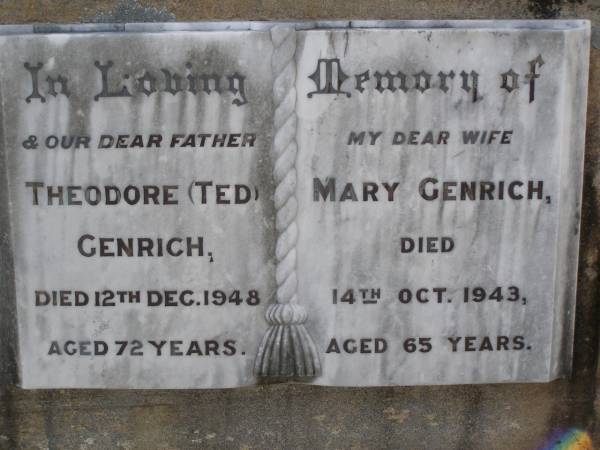 In Loving Memory of
& OUR DEAR FATHER
THEODORE (TED)
GENRICH,
DIED 12TH DEC. 1948
AGED 72 YEARS.
MY DEAR WIFE
MARY GENRICH,
DIED
14TH OCT. 1943,
AGED 65 YEARS.